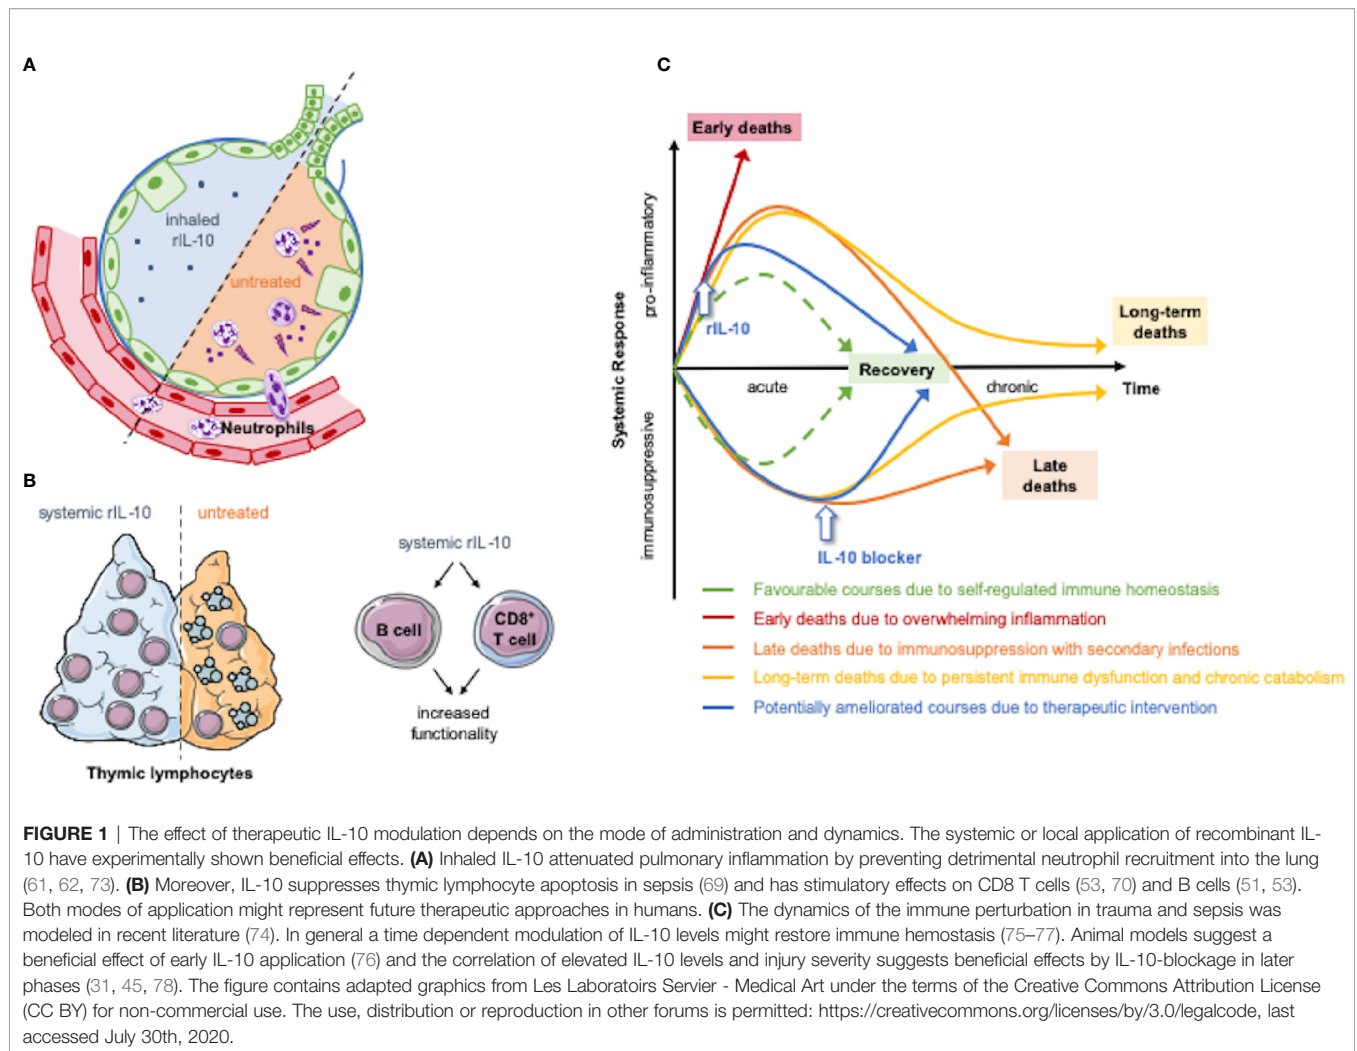 A
inhaled
rIL-10
untreated
Neutrophils
B
systemic rIL-10
untreated
Thymic lymphocytes
systemic rIL-10
B cell
CD8+
T cell
increased
functionality
C
Early deaths
Systemic Response
pro-inflammatory
immunosuppressive
rIL-10
acute
Recovery
chronic
Time
Long-term
deaths
Late
deaths
IL-10 blocker
Favourable courses due to self-regulated immune homeostasis
Early deaths due to overwhelming inflammation
Late deaths due to immunosuppression with secondary infections
Long-term deaths due to persistent immune dysfunction and chronic catabolism
Potentially ameliorated courses due to therapeutic intervention
FIGURE 1 | The effect of therapeutic IL-10 modulation depends on the mode of administration and dynamics. The systemic or local application of recombinant IL-
10 have experimentally shown beneficial effects. (A) Inhaled IL-10 attenuated pulmonary inflammation by preventing detrimental neutrophil recruitment into the lung
(61, 62, 73). (B) Moreover, IL-10 suppresses thymic lymphocyte apoptosis in sepsis (69) and has stimulatory effects on CD8 T cells (53, 70) and B cells (51, 53).
Both modes of application might represent future therapeutic approaches in humans. (C) The dynamics of the immune perturbation in trauma and sepsis was
modeled in recent literature (74). In general a time dependent modulation of IL-10 levels might restore immune hemostasis (75–77). Animal models suggest a
beneficial effect of early IL-10 application (76) and the correlation of elevated IL-10 levels and injury severity suggests beneficial effects by IL-10-blockage in later
phases (31, 45, 78). The figure contains adapted graphics from Les Laboratoirs Servier - Medical Art under the terms of the Creative Commons Attribution License
(CC BY) for non-commercial use. The use, distribution or reproduction in other forums is permitted: https://creativecommons.org/licenses/by/3.0/legalcode, last
accessed July 30th, 2020.